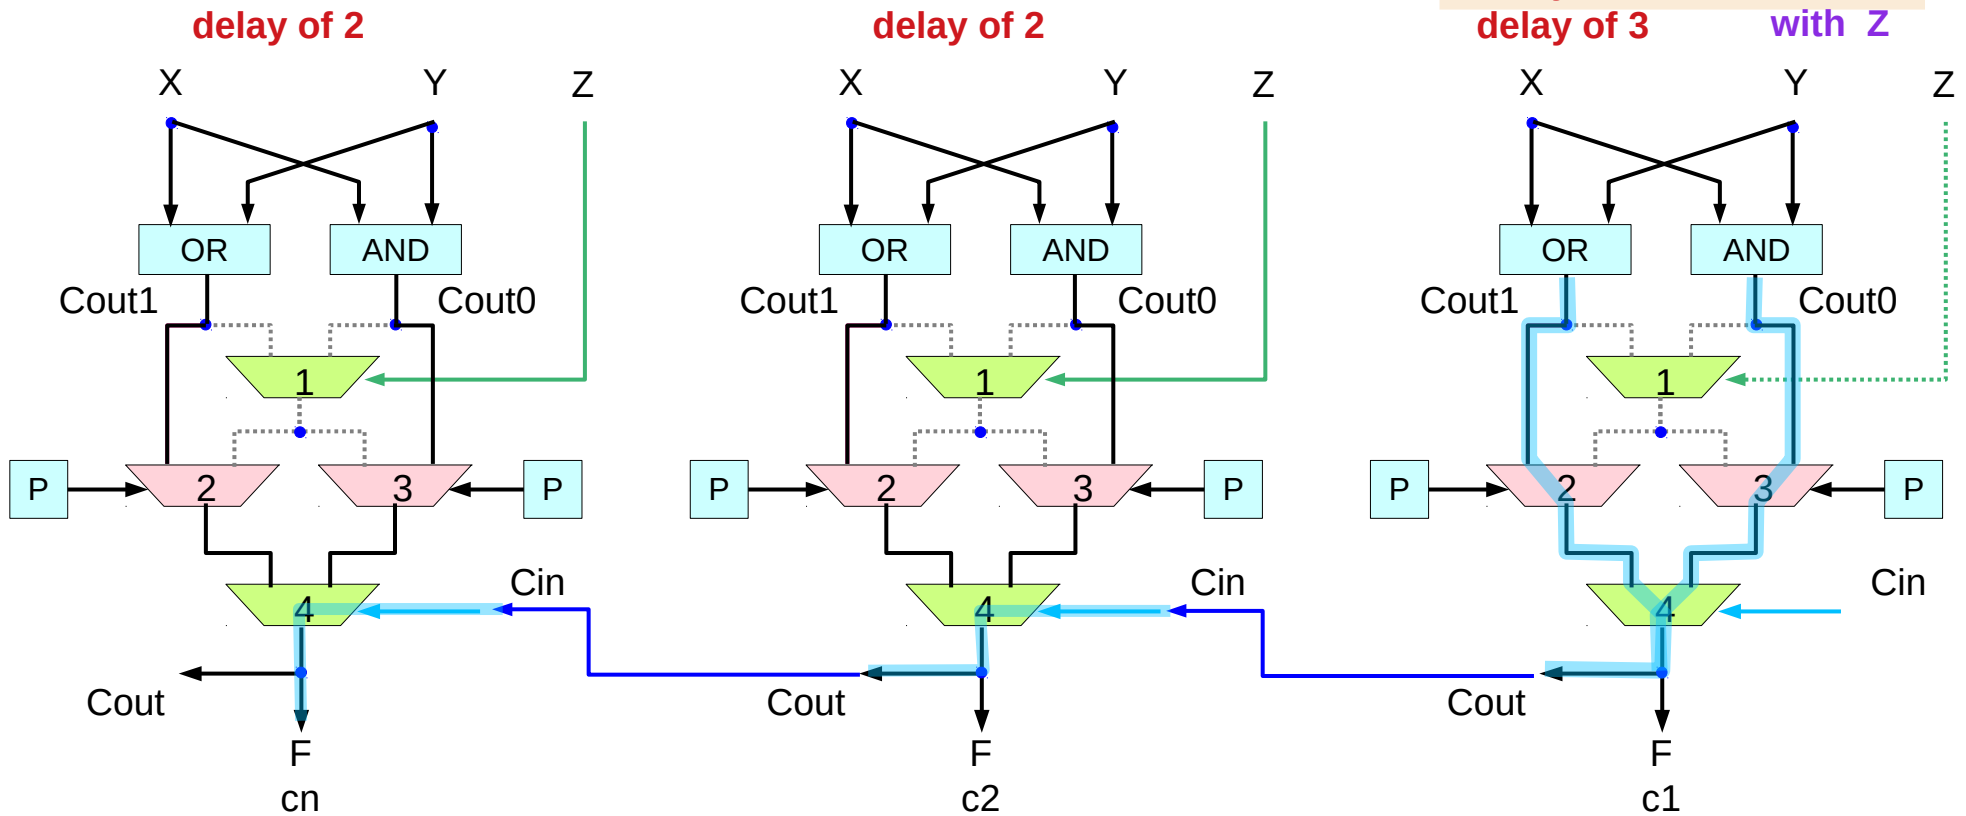 delay of 2
delay of 2
delay of 3
with Z
X Y Z
X Y Z
X Y Z
OR AND
OR AND
OR AND
Cout1 Cout0
Cout1 Cout0
Cout1 Cout0
1
1
1
P 2 3 P
P 2 3 P
P 2 3 P
Cin
Cin
Cin
4
4
4
Cout
Cout
Cout
F
F
F
cn
c2
c1